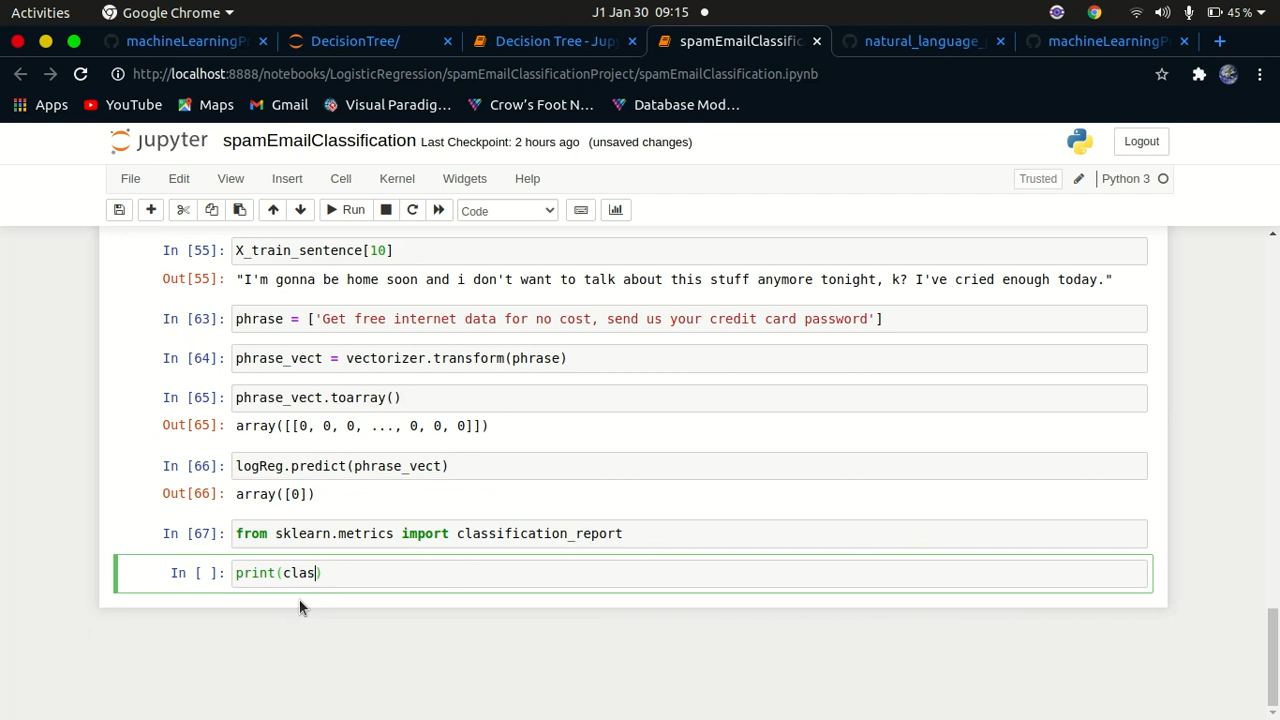 Activities Google Chrome J1 Jan 30 09:15 45 %
machineLearningP DecisionTree/ Decision Tree - Jup spamEmailClassific natural_language_ machineLearningP
http://localhost:8888/notebooks/LogisticRegression/spamEmailClassificationProject/spamEmailClassification.ipynb
Apps YouTube Maps Gmail Visual Paradig... Crow's Foot N... Database Mod...
jupyter spamEmailClassification Last Checkpoint: 2 hours ago (unsaved changes) Logout
File Edit View Insert Cell Kernel Widgets Help Trusted Python 3
Run Code
In [55]: X_train_sentence[10]
Out[55]: "I'm gonna be home soon and i don't want to talk about this stuff anymore tonight, k? I've cried enough today."
In [63]: phrase = ['Get free internet data for no cost, send us your credit card password']
In [64]: phrase_vect = vectorizer.transform(phrase)
In [65]: phrase_vect.toarray()
Out[65]: array([[0, 0, 0, ..., 0, 0, 0]])
In [66]: logReg.predict(phrase_vect)
Out[66]: array([0])
In [67]: from sklearn.metrics import classification_report
In [ ]: print(clas)